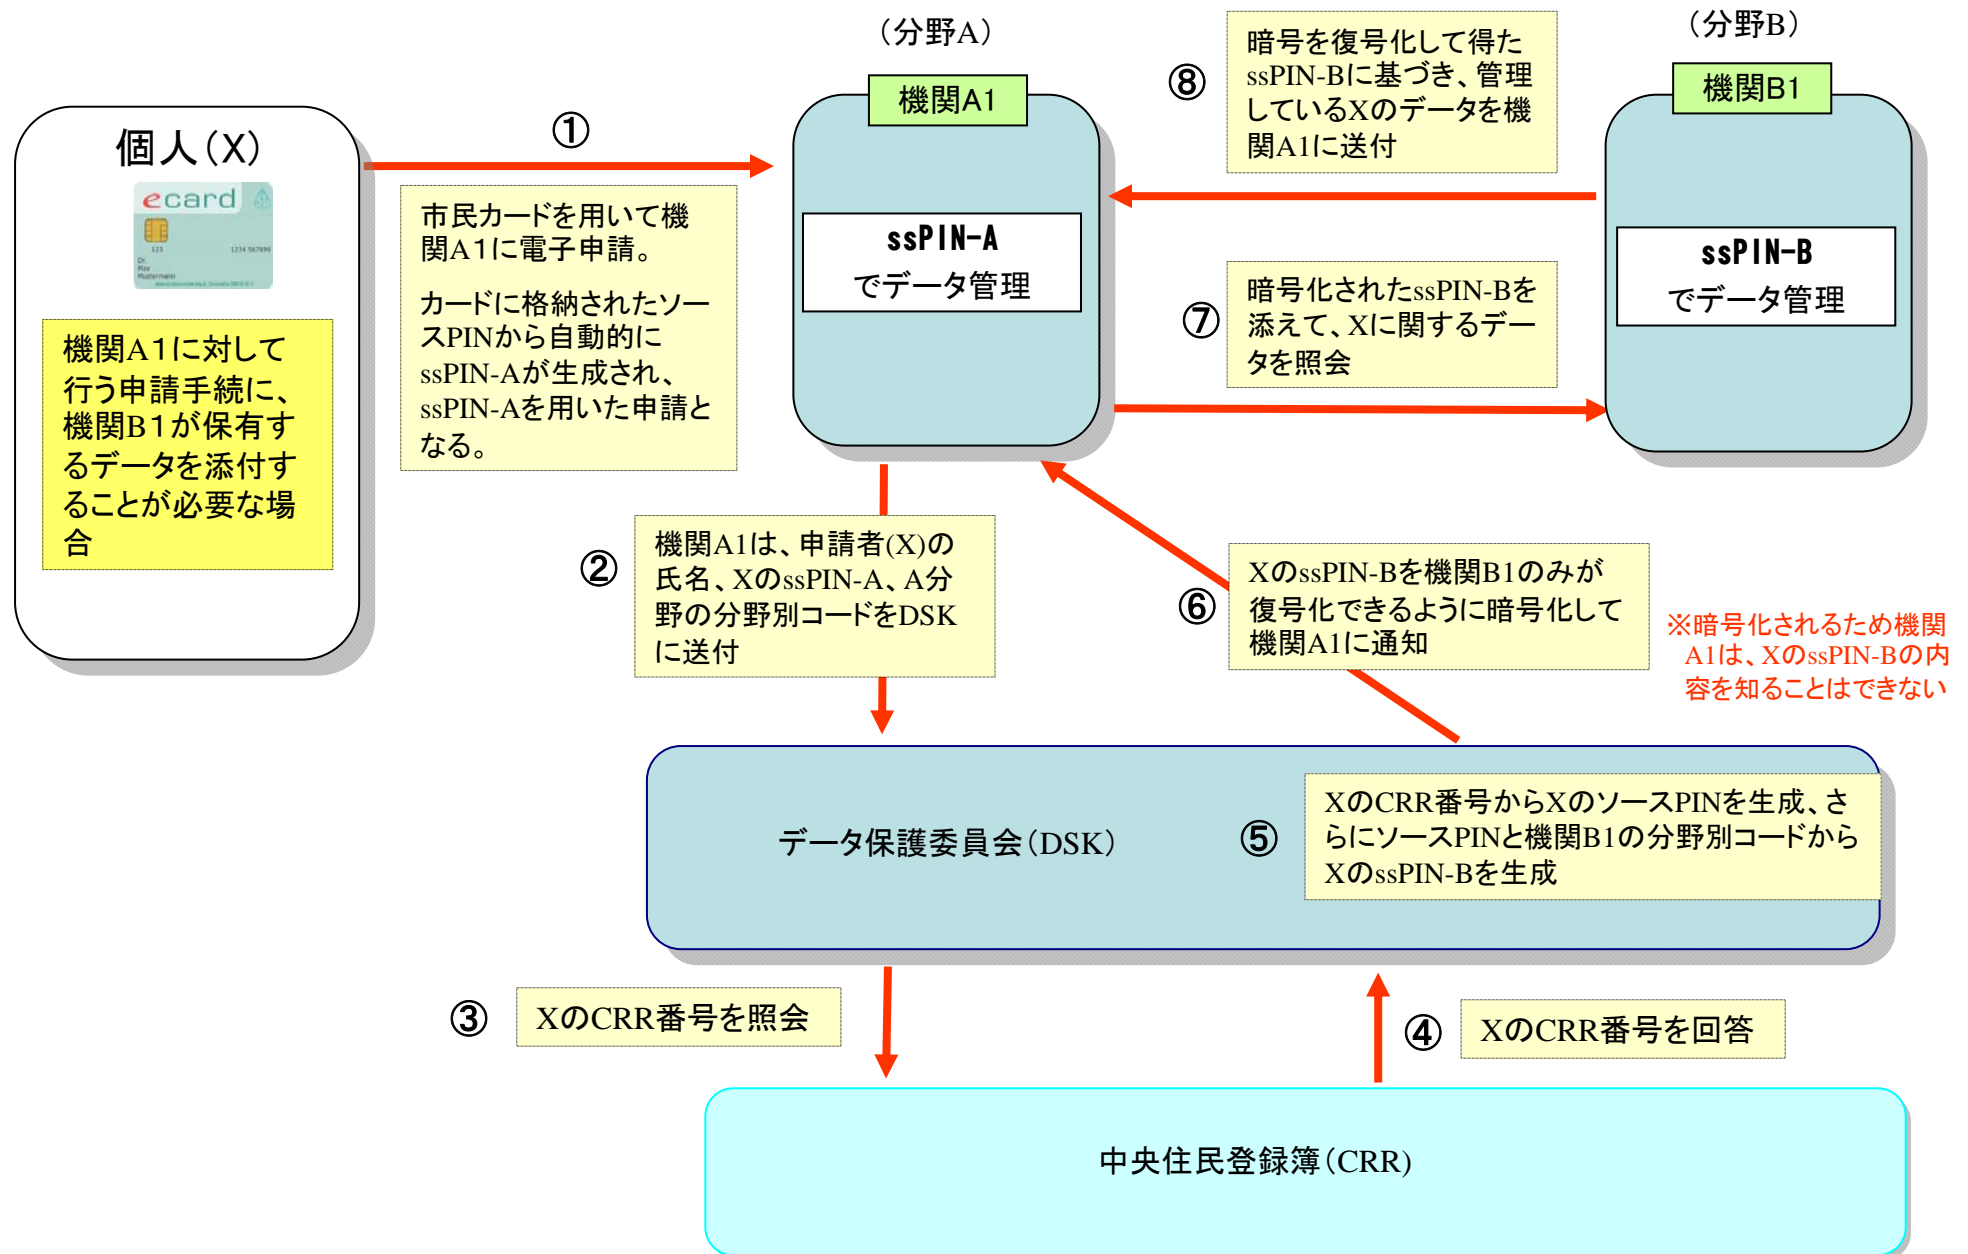 (分野A)
機関A1
ssPIN-A
でデータ管理
(分野B)
機関B1
ssPIN-B
でデータ管理
個人(X)
ecard
123
1234 567890
Dr.
Max
Mustermann
機関A1に対して
行う申請手続に、
機関B1が保有す
るデータを添付す
ることが必要な場
合
①
市民カードを用いて機
関A1に電子申請。
カードに格納されたソー
スPINから自動的に
ssPIN-Aが生成され、
ssPIN-Aを用いた申請と
なる。
⑧
暗号を復号化して得た
ssPIN-Bに基づき、管理
しているXのデータを機
関A1に送付
⑦
暗号化されたssPIN-Bを
添えて、Xに関するデー
タを照会
②
機関A1は、申請者(X)の
氏名、XのssPIN-A、A分
野の分野別コードをDSK
に送付
⑥
XのssPIN-Bを機関B1のみが
復号化できるように暗号化して
機関A1に通知
※暗号化されるため機関
A1は、XのssPIN-Bの内
容を知ることはできない
データ保護委員会(DSK)
⑤
XのCRR番号からXのソースPINを生成、さ
らにソースPINと機関B1の分野別コードから
XのssPIN-Bを生成
③
XのCRR番号を照会
④
XのCRR番号を回答
中央住民登録簿(CRR)